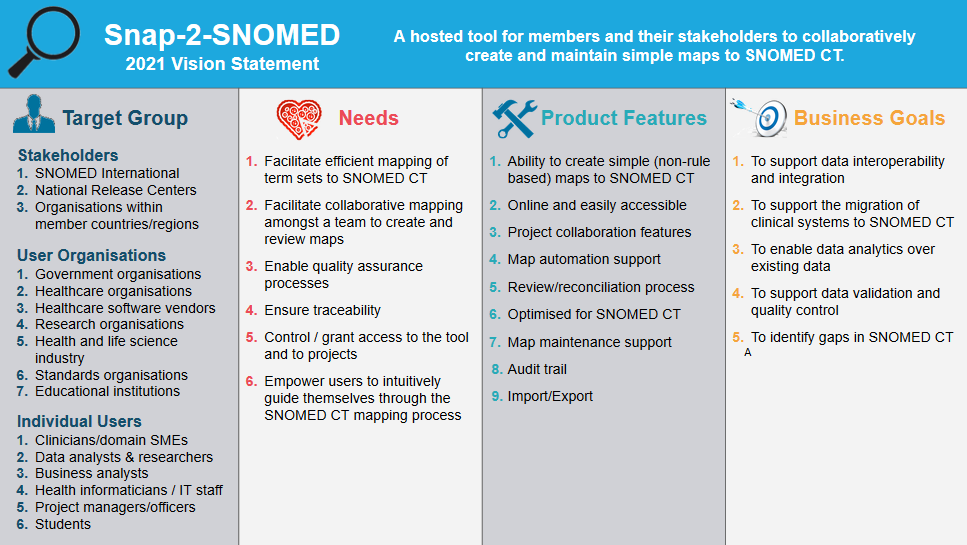 Snap-2-SNOMED
2021 Vision Statement
A hosted tool for members and their stakeholders to collaboratively
create and maintain simple maps to SNOMED CT.
Target Group
Stakeholders
1. SNOMED International
2. National Release Centers
3. Organisations within
member countries/regions
User Organisations
1. Government organisations
2. Healthcare organisations
3. Healthcare software vendors
4. Research organisations
5. Health and life science
industry
6. Standards organisations
7. Educational institutions
Individual Users
1. Clinicians/domain SMEs
2. Data analysts & researchers
3. Business analysts
4. Health informaticians / IT staff
5. Project managers/officers
6. Students
Needs
1. Facilitate efficient mapping of
term sets to SNOMED CT
2. Facilitate collaborative mapping
amongst a team to create and
review maps
3. Enable quality assurance
processes
4. Ensure traceability
5. Control / grant access to the tool
and to projects
6. Empower users to intuitively
guide themselves through the
SNOMED CT mapping process
Product Features
1. Ability to create simple (non-rule
based) maps to SNOMED CT
2. Online and easily accessible
3. Project collaboration features
4. Map automation support
5. Review/reconciliation process
6. Optimised for SNOMED CT
7. Map maintenance support
8. Audit trail
9. Import/Export
Business Goals
1. To support data interoperability
and integration
2. To support the migration of
clinical systems to SNOMED CT
3. To enable data analytics over
existing data
4. To support data validation and
quality control
5. To identify gaps in SNOMED CT
A